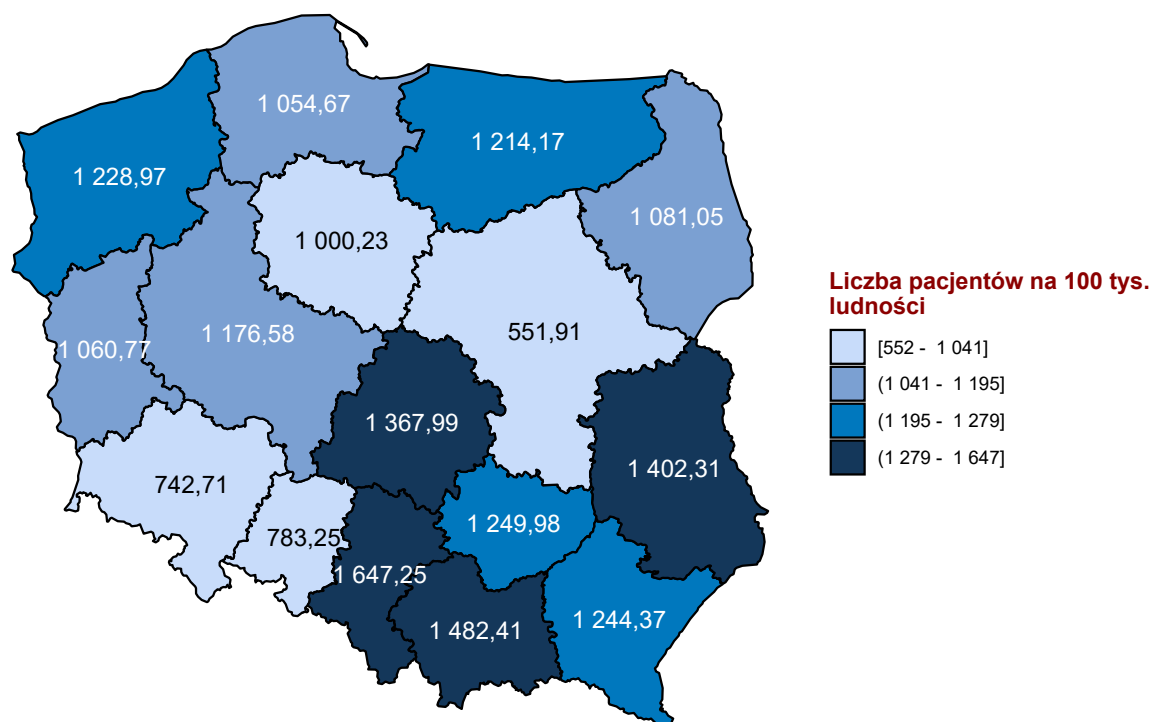 1 054,67
1 214,17
1 228,97
1 081,05
1 000,23
1 176,58
551,91
1 060,77
1 367,99
1 402,31
742,71
1 249,98
783,25
1 647,25
1 482,41
1 244,37
Liczba pacjentów na 100 tys.
ludności
[552 - 1 041]
(1 041 - 1 195]
(1 195 - 1 279]
(1 279 - 1 647]